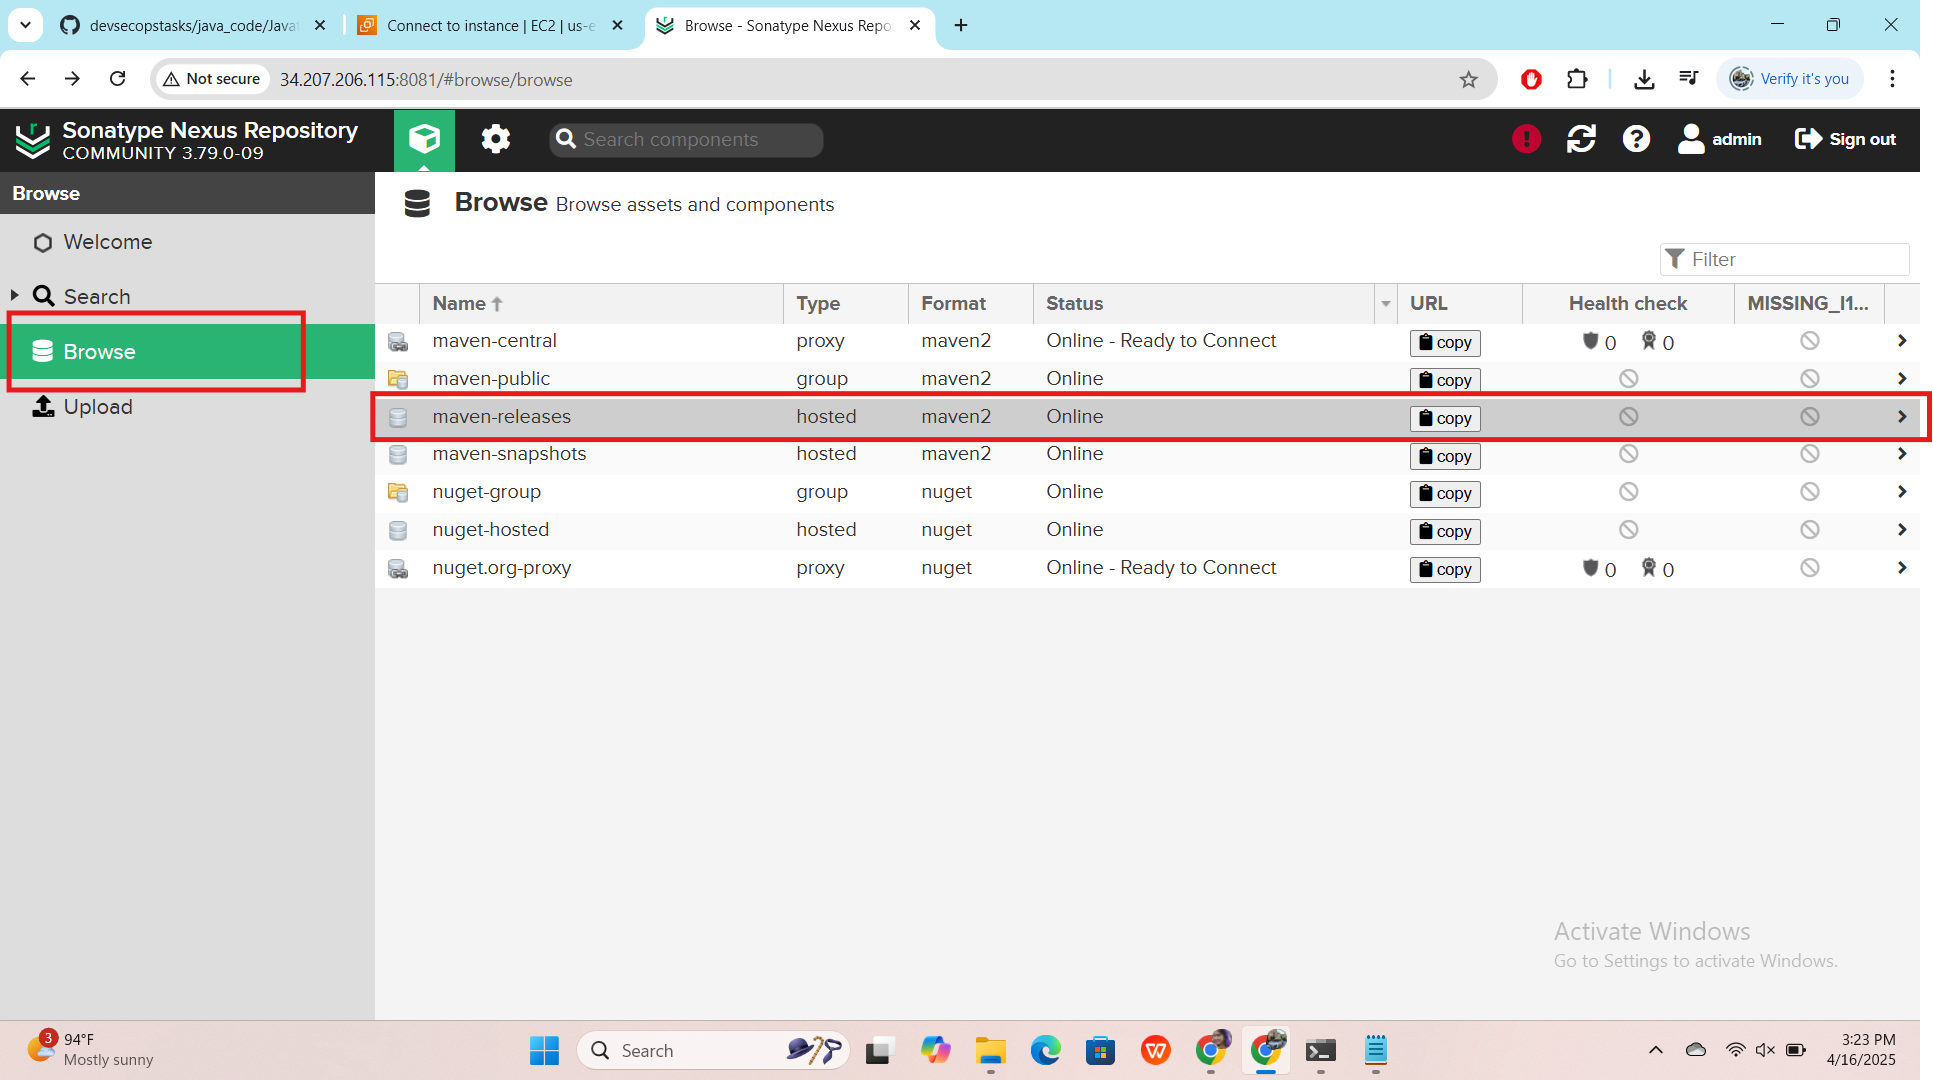 devsecopstasks/java_code/Java
Connect to instance | EC2 | us-e
Browse - Sonatype Nexus Repo
Not secure
34.207.206.115:8081/#browse/browse
Verify it's you
Sonatype Nexus Repository
COMMUNITY 3.79.0-09
Search components
admin
Sign out
Browse
Welcome
Search
Browse
Upload
Browse Browse assets and components
Filter
Name Type Format Status URL Health check MISSING_I1...
maven-central proxy maven2 Online - Ready to Connect copy 0 0
maven-public group maven2 Online copy
maven-releases hosted maven2 Online copy
maven-snapshots hosted maven2 Online copy
nuget-group group nuget Online copy
nuget-hosted hosted nuget Online copy
nuget.org-proxy proxy nuget Online - Ready to Connect copy 0 0
Activate Windows
Go to Settings to activate Windows.
3
94°F
Mostly sunny
Search
3:23 PM
4/16/2025